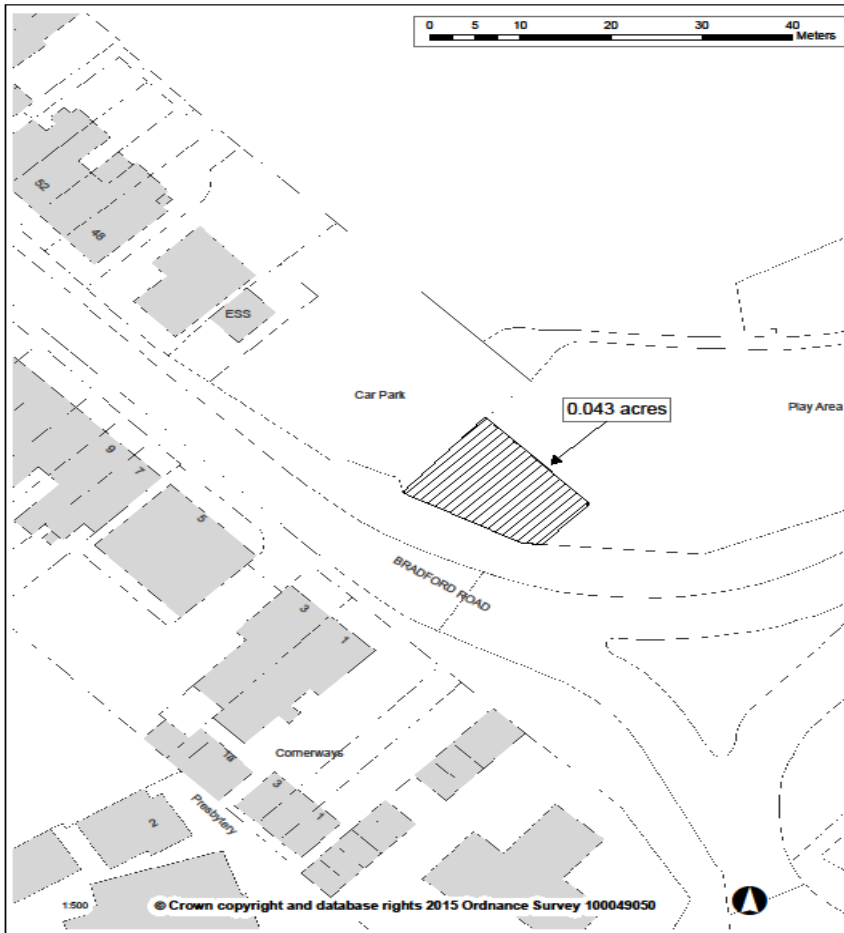 0 5 10 20 30 40
Meters
52
48
ESS
Car Park
0.043 acres
Play Area
9
7
5
BRADFORD ROAD
3
1
Cornerways
1a
3
1
Presbytery
2
1:500
© Crown copyright and database rights 2015 Ordnance Survey 100049050